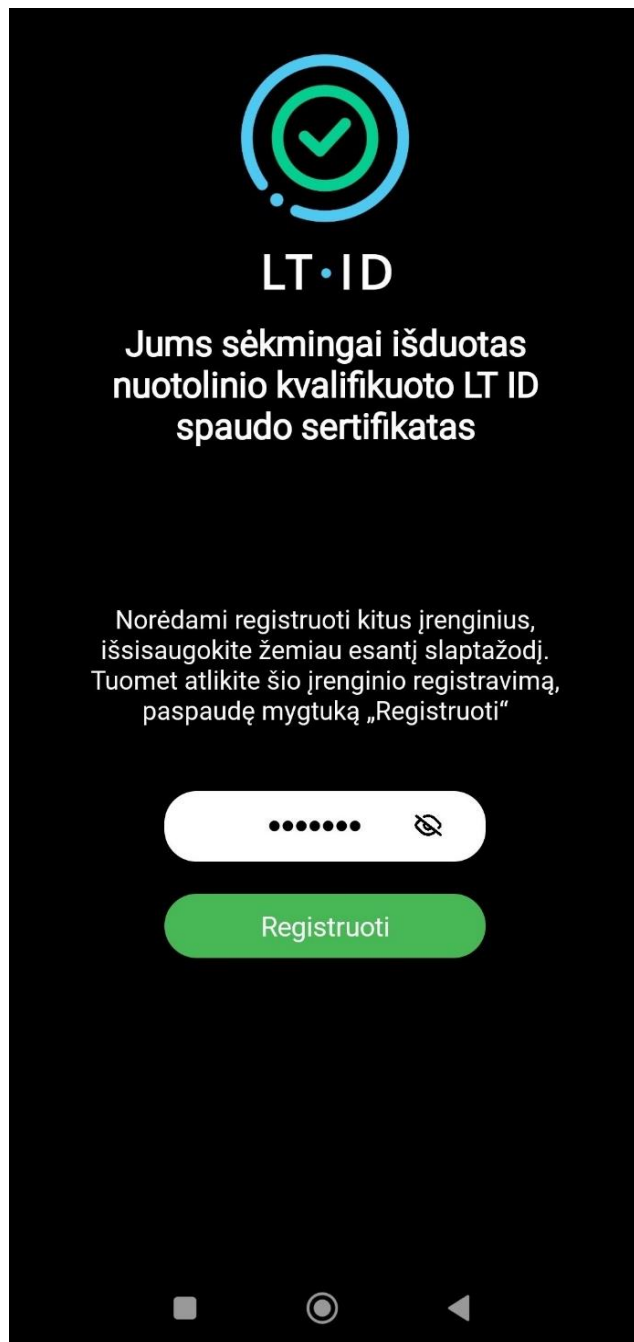 LT·ID
Jums sėkmingai išduotas
nuotolinio kvalifikuoto LT ID
spaudo sertifikatas
Norėdami registruoti kitus įrenginius,
išsisaugokite žemiau esantį slaptažodį.
Tuomet atlikite šio įrenginio registravimą,
paspaudę mygtuką „Registruoti“
•••••••
Registruoti